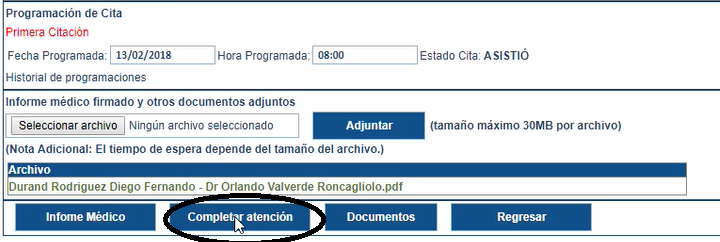 Programación de Cita
Primera Citación
Fecha Programada: 13/02/2018 Hora Programada: 08:00 Estado Cita: ASISTIÓ
Historial de programaciones
Informe médico firmado y otros documentos adjuntos
Seleccionar archivo Ningún archivo seleccionado Adjuntar (tamaño máximo 30MB por archivo)
(Nota Adicional: El tiempo de espera depende del tamaño del archivo.)
Archivo
Durand Rodriguez Diego Fernando - Dr Orlando Valverde Roncagliolo.pdf
Infome Médico Completar atención Documentos Regresar